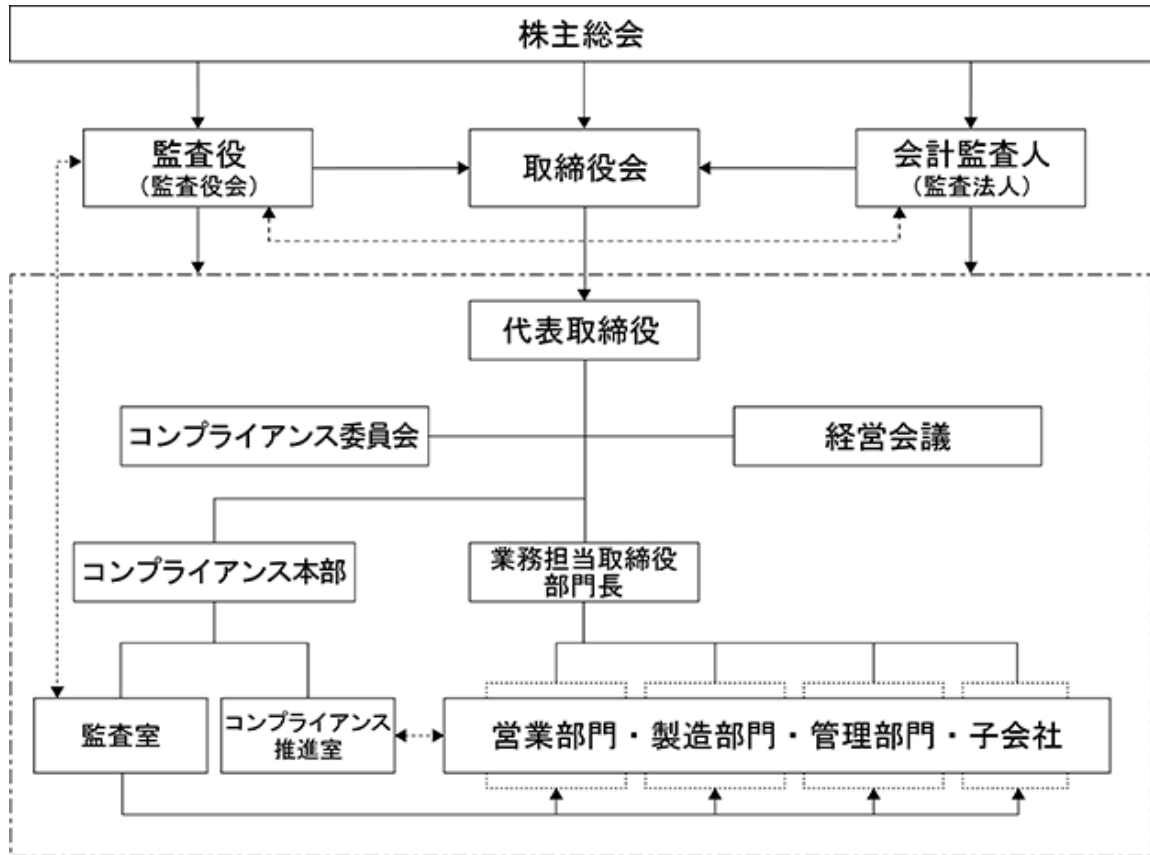 株主総会
監査役
（監査役会）
取締役会
会計監査人
（監査法人）
代表取締役
コンプライアンス委員会
経営会議
コンプライアンス本部
業務担当取締役
部門長
監査室
コンプライアンス
推進室
営業部門・製造部門・管理部門・子会社